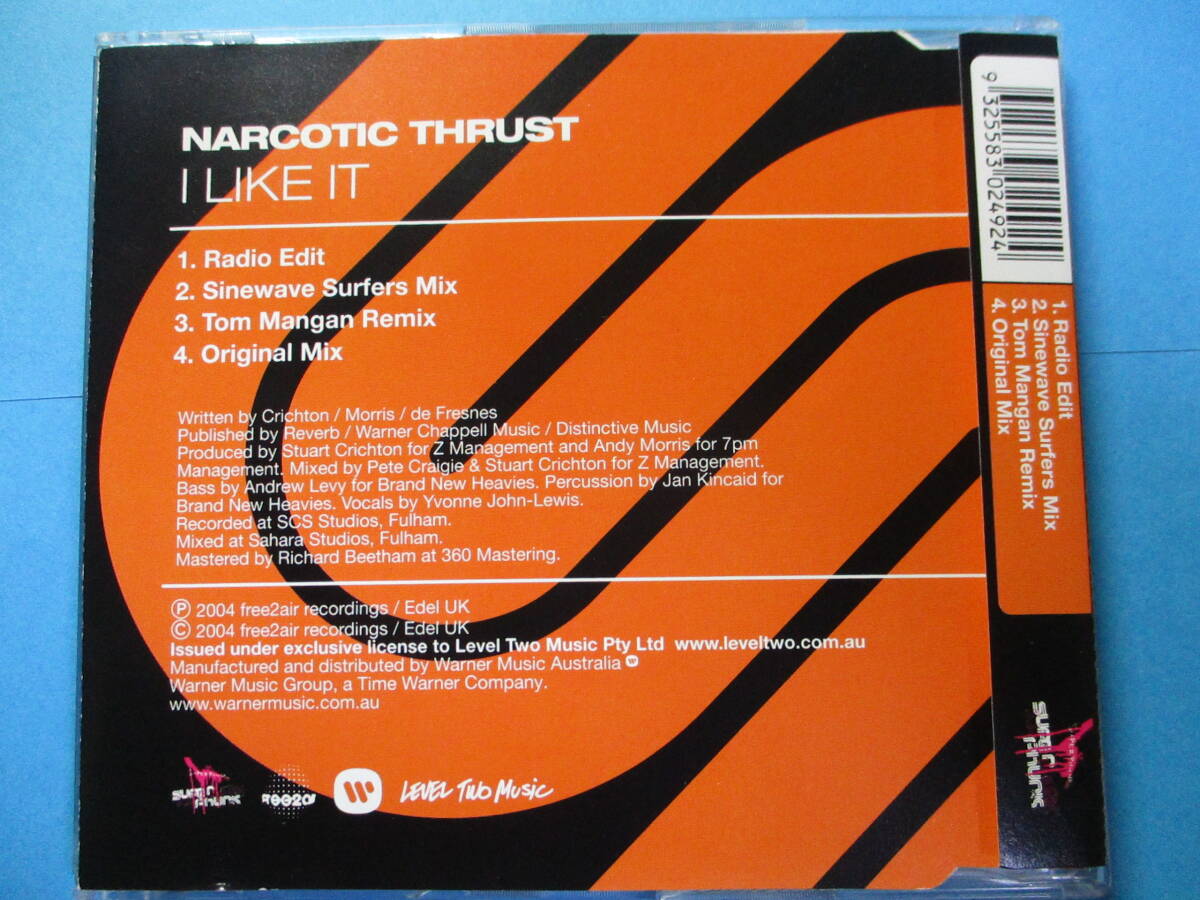 NARCOTIC THRUST
I LIKE IT
1. Radio Edit
2. Sinewave Surfers Mix
3. Tom Mangan Remix
4. Original Mix
Written by Crichton / Morris / de Fresnes
Published by Reverb / Warner Chappell Music / Distinctive Music
Produced by Stuart Crichton for Z Management and Andy Morris for 7pm
Management. Mixed by Pete Craigie & Stuart Crichton for Z Management.
Bass by Andrew Levy for Brand New Heavies. Percussion by Jan Kincaid for
Brand New Heavies. Vocals by Yvonne John-Lewis.
Recorded at SCS Studios, Fulham.
Mixed at Sahara Studios, Fulham.
Mastered by Richard Beetham at 360 Mastering.
Ⓟ 2004 free2air recordings / Edel UK
© 2004 free2air recordings / Edel UK
Issued under exclusive license to Level Two Music Pty Ltd www.leveltwo.com.au
Manufactured and distributed by Warner Music Australia
Warner Music Group, a Time Warner Company.
www.warnermusic.com.au
free2air
LEVEL TWO MUSIC
9 325583 024924
1. Radio Edit
2. Sinewave Surfers Mix
3. Tom Mangan Remix
4. Original Mix